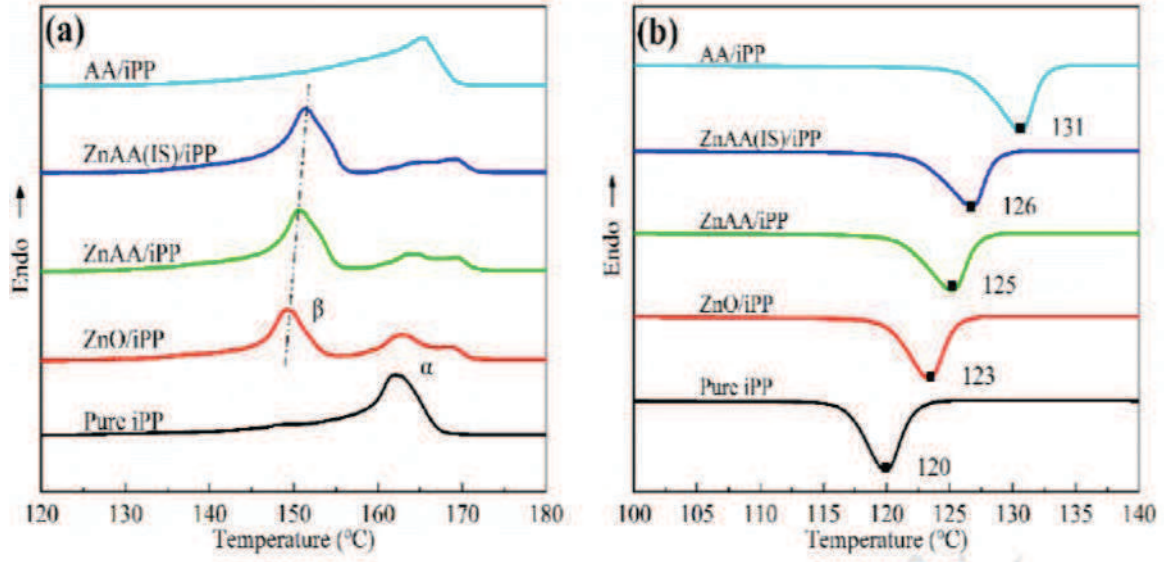 (a)
AA/iPP
ZnAA(IS)/iPP
ZnAA/iPP
β
ZnO/iPP
α
Pure iPP
Endo →
120 130 140 150 160 170 180
Temperature (°C)
(b)
AA/iPP
131
ZnAA(IS)/iPP
126
ZnAA/iPP
125
ZnO/iPP
123
Pure iPP
120
Endo →
100 105 110 115 120 125 130 135 140
Temperature (°C)